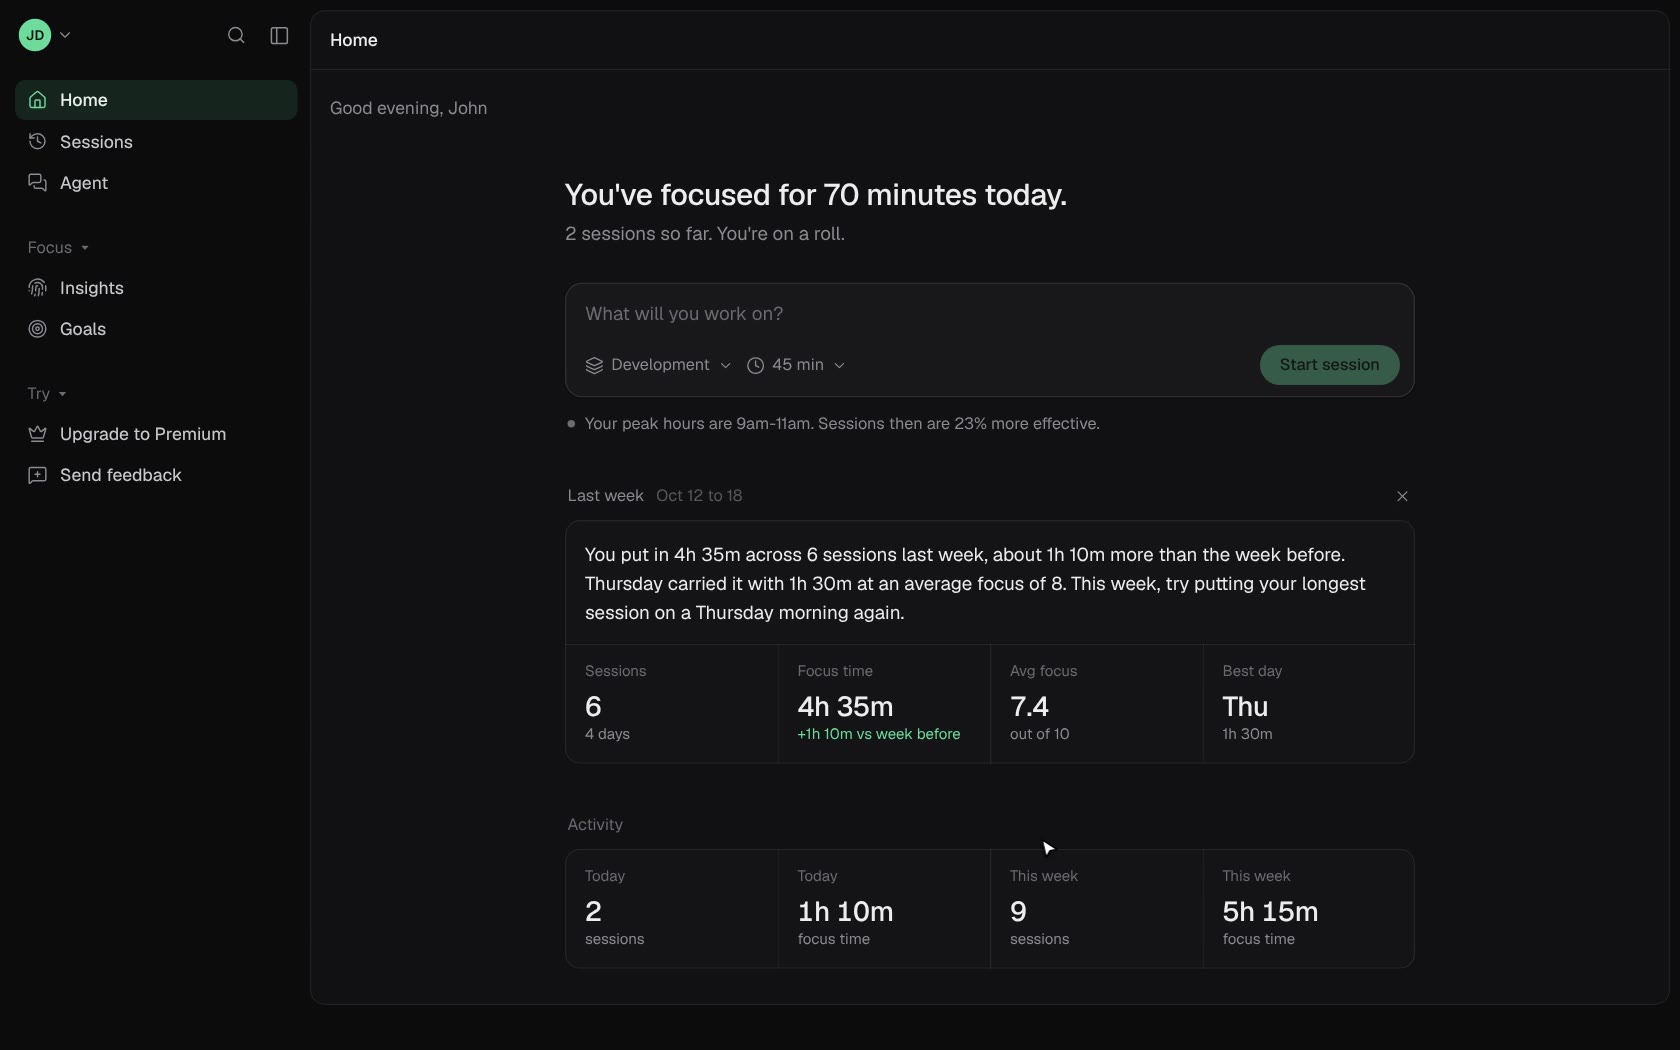 JD
Home
Sessions
Agent
Focus
Insights
Goals
Try
Upgrade to Premium
Send feedback
Home
Good evening, John
You've focused for 70 minutes today.
2 sessions so far. You're on a roll.
What will you work on?
Development 45 min Start session
Your peak hours are 9am-11am. Sessions then are 23% more effective.
Last week Oct 12 to 18
You put in 4h 35m across 6 sessions last week, about 1h 10m more than the week before.
Thursday carried it with 1h 30m at an average focus of 8. This week, try putting your longest
session on a Thursday morning again.
Sessions Focus time Avg focus Best day
6 4h 35m 7.4 Thu
4 days +1h 10m vs week before out of 10 1h 30m
Activity
Today Today This week This week
2 1h 10m 9 5h 15m
sessions focus time sessions focus time